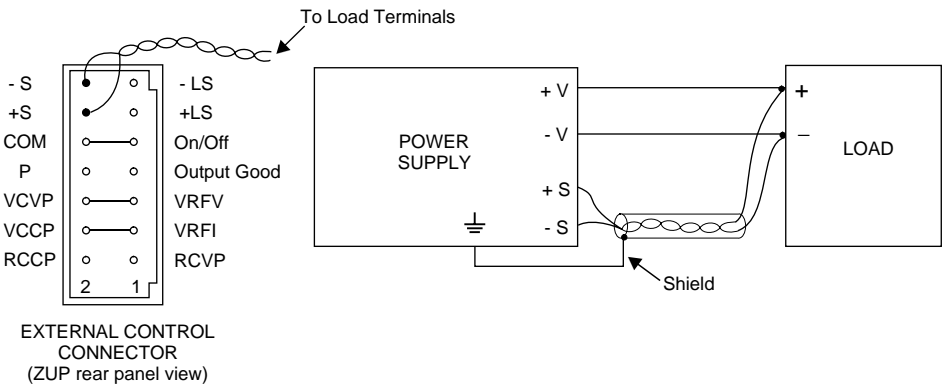 To Load Terminals
- S
- LS
+S
+LS
COM
On/Off
P
Output Good
VCVP
VRFV
VCCP
VRFI
RCCP
RCVP
2
1
EXTERNAL CONTROL
CONNECTOR
(ZUP rear panel view)
POWER
SUPPLY
+ V
- V
+ S
- S
+
–
LOAD
Shield